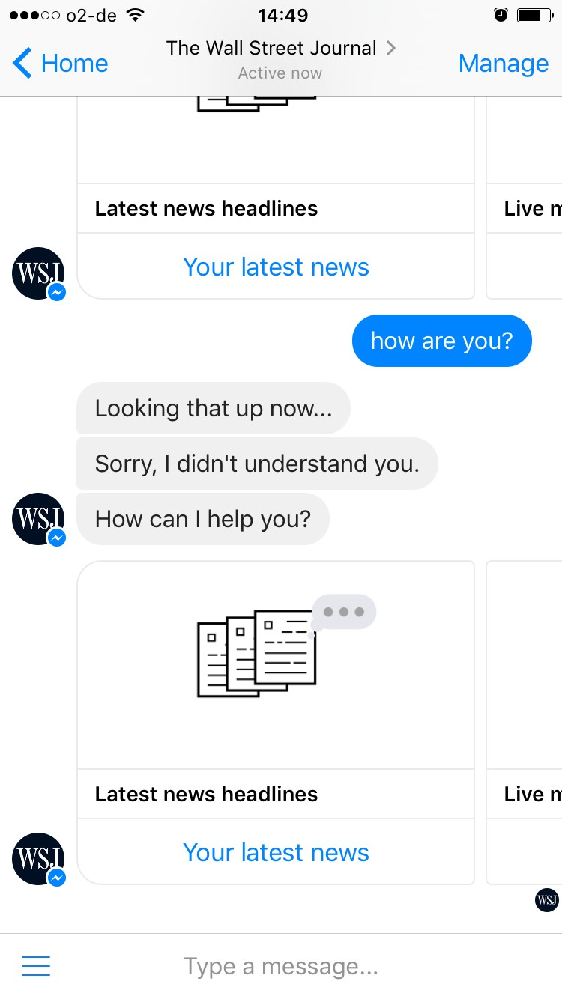 o2-de 14:49
Home The Wall Street Journal Manage
Active now
Latest news headlines Live m
Your latest news
WSJ
how are you?
Looking that up now...
Sorry, I didn't understand you.
WSJ How can I help you?
Latest news headlines Live m
WSJ Your latest news
WSJ
Type a message...